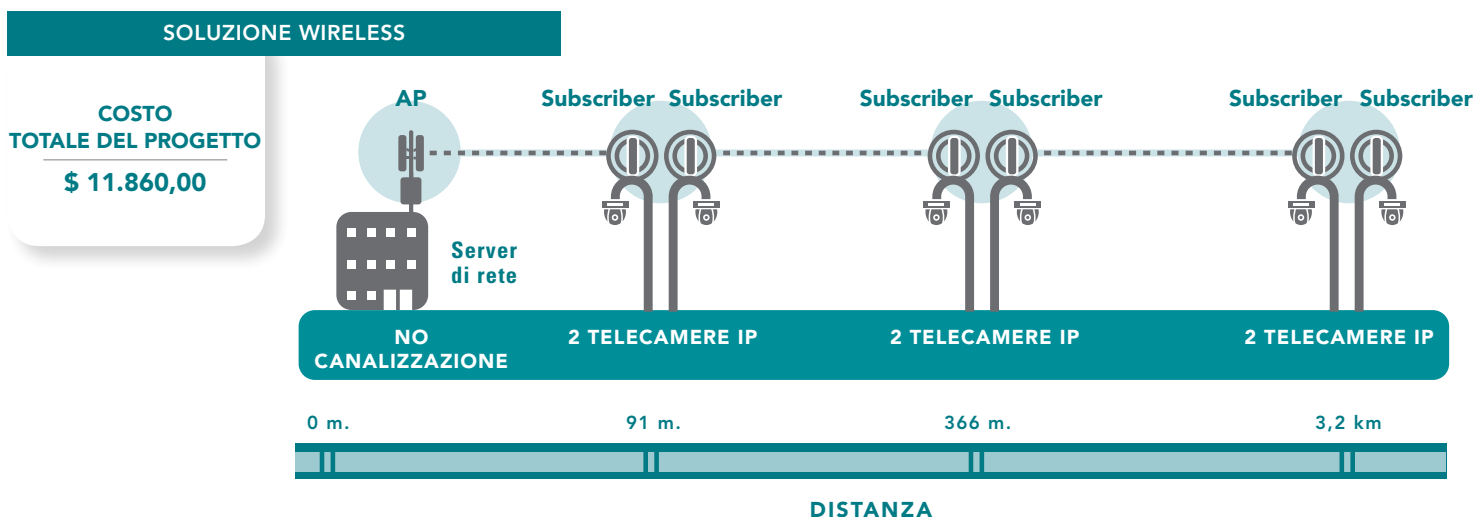 SOLUZIONE WIRELESS
COSTO
TOTALE DEL PROGETTO
$ 11.860,00
AP
Subscriber Subscriber
Subscriber Subscriber
Subscriber Subscriber
Server
di rete
NO
CANALIZZAZIONE
2 TELECAMERE IP
2 TELECAMERE IP
2 TELECAMERE IP
0 m.
91 m.
366 m.
3,2 km
DISTANZA